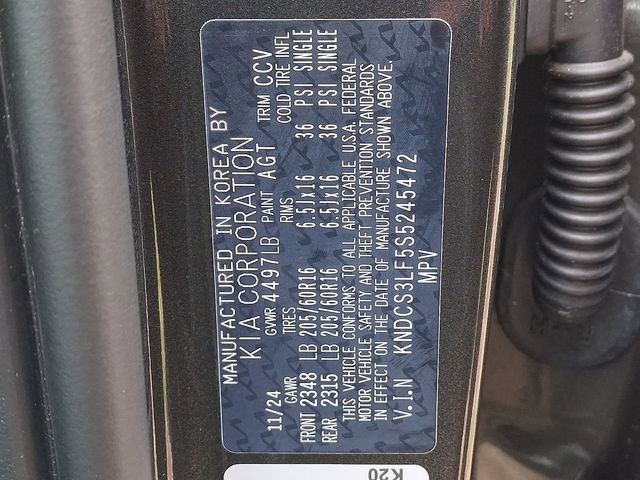 MANUFACTURED IN KOREA BY
KIA CORPORATION
11/24 GVWR 4497LB PAINT AGT TRIM CCV
GAWR TIRES RIMS COLD TIRE INFL
FRONT 2348 LB 205/60R16 6.5Jx16 36 PSI SINGLE
REAR 2315 LB 205/60R16 6.5Jx16 36 PSI SINGLE
THIS VEHICLE CONFORMS TO ALL APPLICABLE U.S.A. FEDERAL
MOTOR VEHICLE SAFETY AND THEFT PREVENTION STANDARDS
IN EFFECT ON THE DATE OF MANUFACTURE SHOWN ABOVE.
V.I.N KNDCS3LF5S5245472
MPV
K20